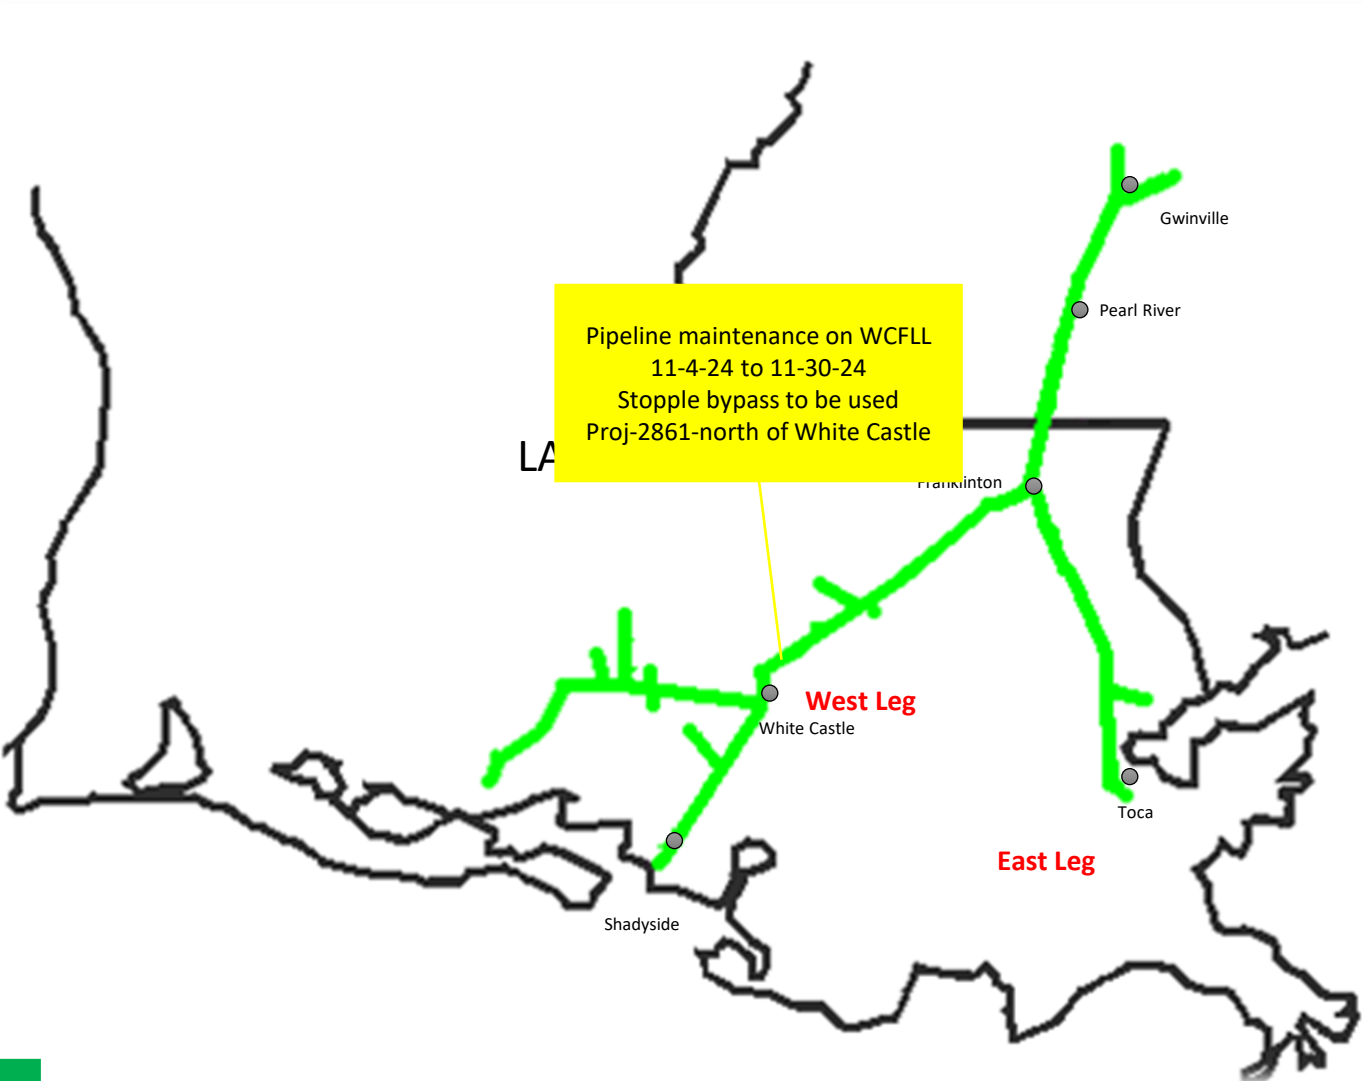 Gwinville
Pearl River
Pipeline maintenance on WCFLL
11-4-24 to 11-30-24
Stopple bypass to be used
Proj-2861-north of White Castle
LA
Franklinton
West Leg
White Castle
Toca
East Leg
Shadyside